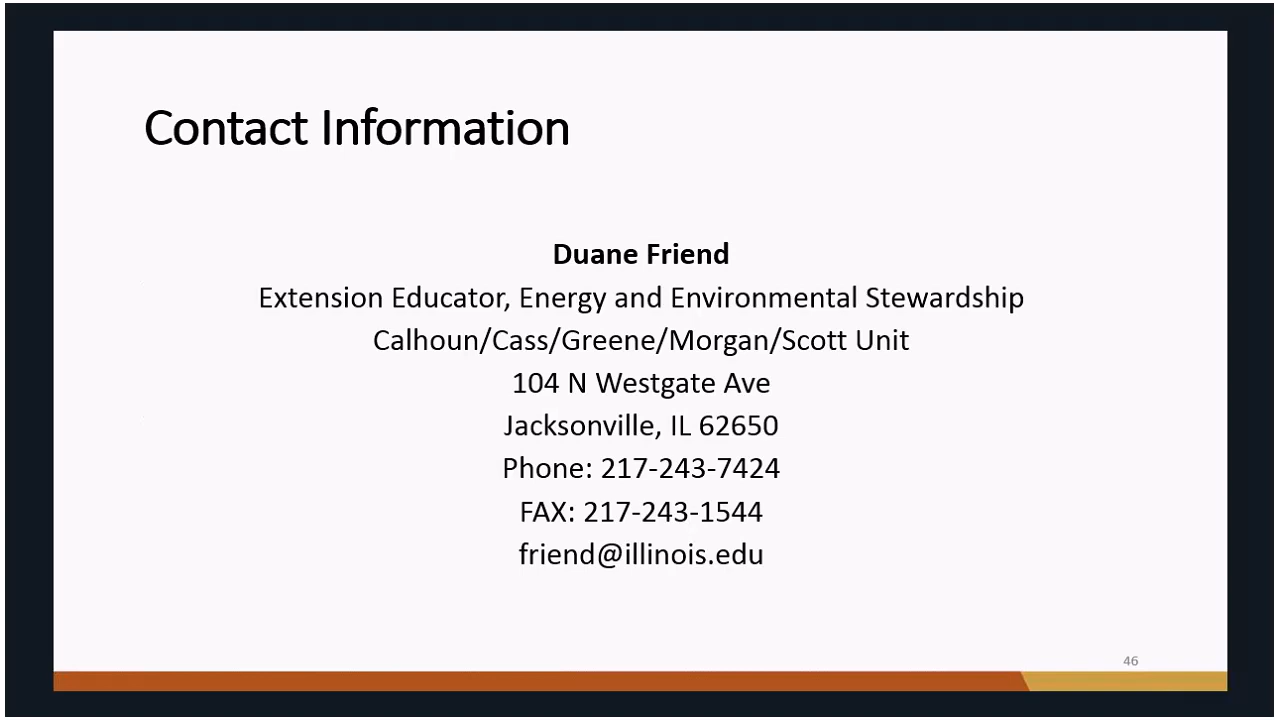 Contact Information
Duane Friend
Extension Educator, Energy and Environmental Stewardship
Calhoun/Cass/Greene/Morgan/Scott Unit
104 N Westgate Ave
Jacksonville, IL 62650
Phone: 217-243-7424
FAX: 217-243-1544
friend@illinois.edu
46